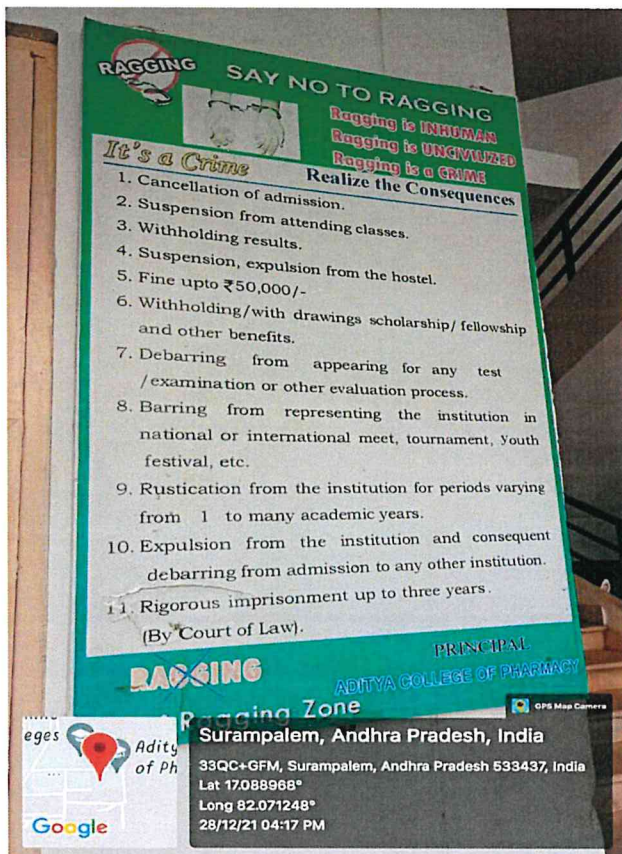 RAGGING
SAY NO TO RAGGING
Ragging is INHUMAN
Ragging is UNCIVILIZED
Ragging is a CRIME
It's a Crime
Realize the Consequences
1. Cancellation of admission.
2. Suspension from attending classes.
3. Withholding results.
4. Suspension, expulsion from the hostel.
5. Fine upto ₹50,000/-
6. Withholding/with drawings scholarship/ fellowship
and other benefits.
7. Debarring from appearing for any test
/examination or other evaluation process.
8. Barring from representing the institution in
national or international meet, tournament, youth
festival, etc.
9. Rustication from the institution for periods varying
from 1 to many academic years.
10. Expulsion from the institution and consequent
debarring from admission to any other institution.
11. Rigorous imprisonment up to three years.
(By Court of Law).
PRINCIPAL
RAGGING
ADITYA COLLEGE OF PHARMACY
Ragging Zone
GPS Map Camera
eges
Adity
of Ph
Google
Surampalem, Andhra Pradesh, India
33QC+GFM, Surampalem, Andhra Pradesh 533437, India
Lat 17.088968°
Long 82.071248°
28/12/21 04:17 PM